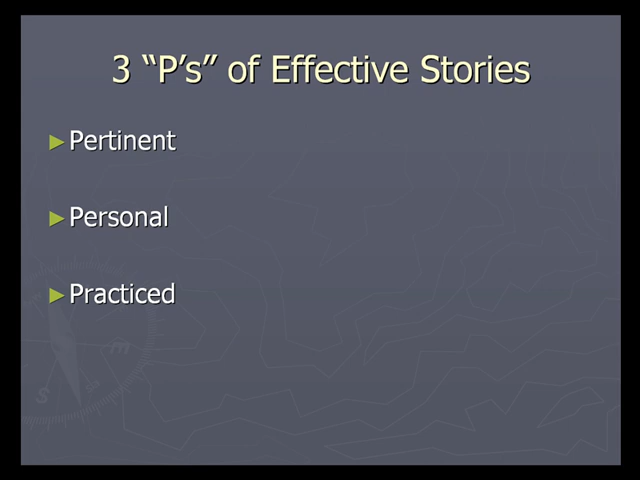 3 “P’s” of Effective Stories
► Pertinent
► Personal
► Practiced
S
m